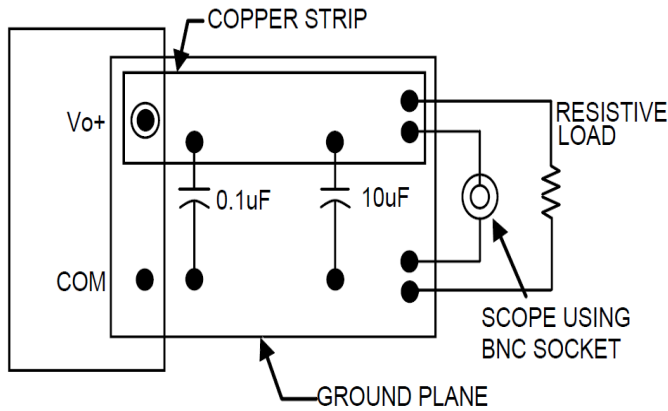 COPPER STRIP
Vo+
RESISTIVE
LOAD
0.1uF
10uF
COM
SCOPE USING
BNC SOCKET
GROUND PLANE